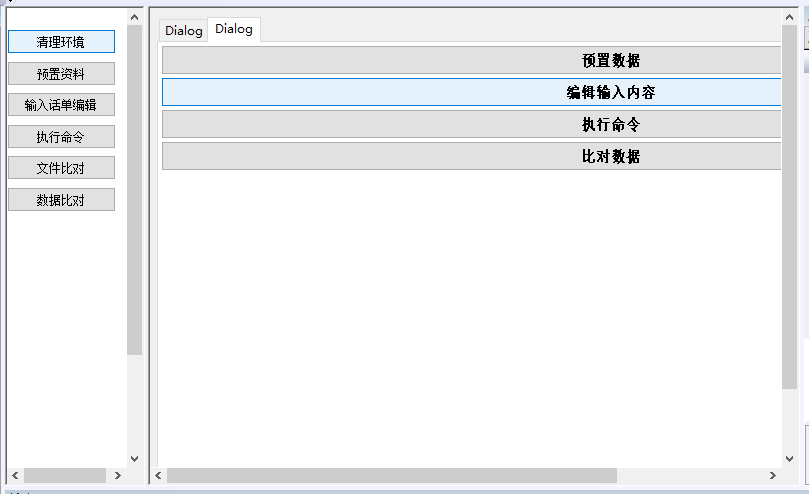 清理环境
预置资料
输入话单编辑
执行命令
文件比对
数据比对
Dialog
Dialog
预置数据
编辑输入内容
执行命令
比对数据